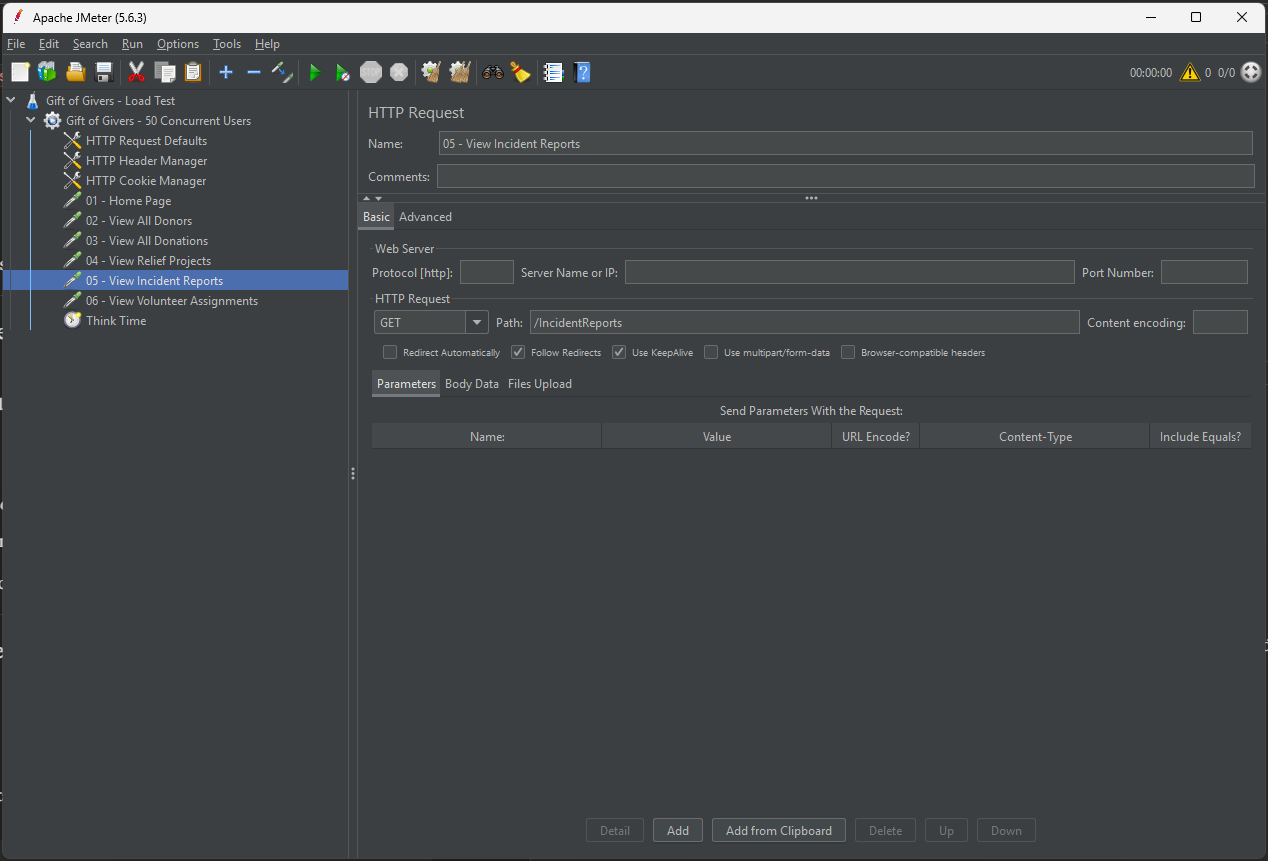 Apache JMeter (5.6.3)
File Edit Search Run Options Tools Help
STOP
00:00:00 0 0/0
Gift of Givers - Load Test
Gift of Givers - 50 Concurrent Users
HTTP Request Defaults
HTTP Header Manager
HTTP Cookie Manager
01 - Home Page
02 - View All Donors
03 - View All Donations
04 - View Relief Projects
05 - View Incident Reports
06 - View Volunteer Assignments
Think Time
HTTP Request
Name: 05 - View Incident Reports
Comments:
Basic Advanced
Web Server
Protocol [http]: Server Name or IP: Port Number:
HTTP Request
GET Path: /IncidentReports Content encoding:
Redirect Automatically Follow Redirects Use KeepAlive Use multipart/form-data Browser-compatible headers
Parameters Body Data Files Upload
Send Parameters With the Request:
Name: Value URL Encode? Content-Type Include Equals?
Detail Add Add from Clipboard Delete Up Down